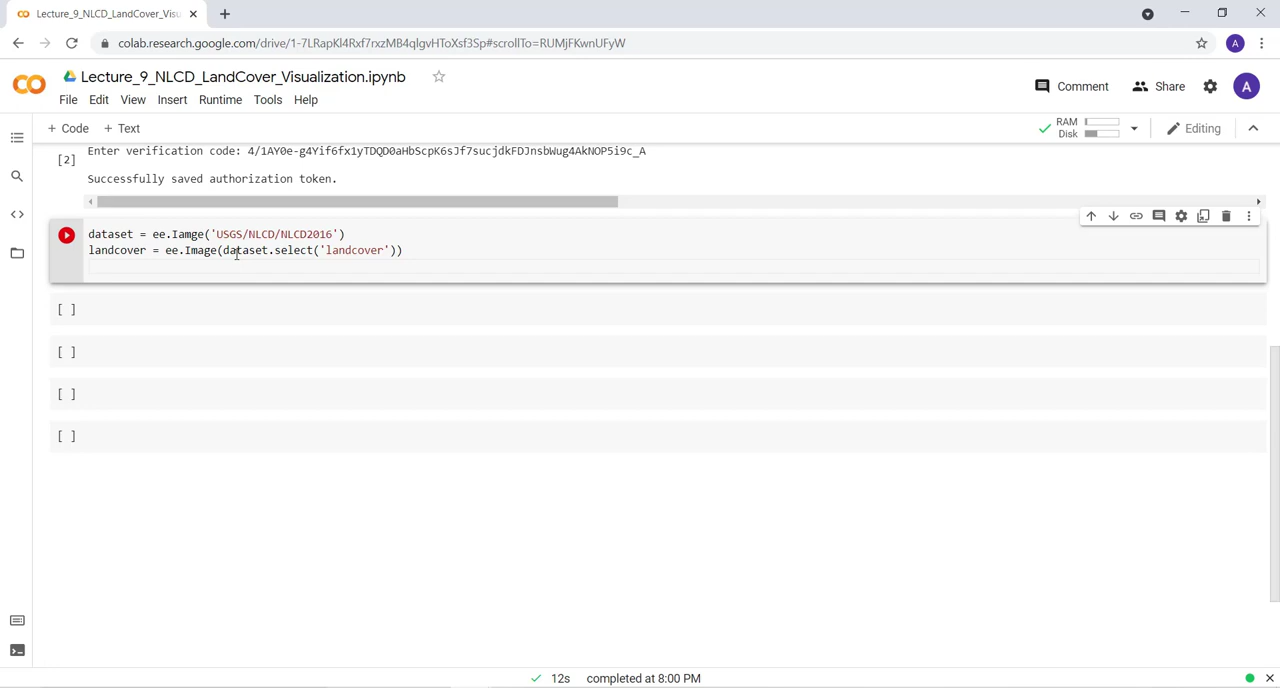 Lecture_9_NLCD_LandCover_Visu
colab.research.google.com/drive/1-7LRapKl4Rxf7rxzMB4qlgvHToXsf3Sp#scrollTo=RUMjFKwnUFyW
A
Lecture_9_NLCD_LandCover_Visualization.ipynb
File Edit View Insert Runtime Tools Help
Comment
Share
A
+ Code + Text
RAM
Disk
Editing
Enter verification code: 4/1AY0e-g4Yif6fx1yTDQD0aHbScpK6sJf7sucjdkFDJnsbWug4AkNOP5i9c_A
[2]
Successfully saved authorization token.
dataset = ee.Iamge('USGS/NLCD/NLCD2016')
landcover = ee.Image(dataset.select('landcover'))
[ ]
[ ]
[ ]
[ ]
12s completed at 8:00 PM